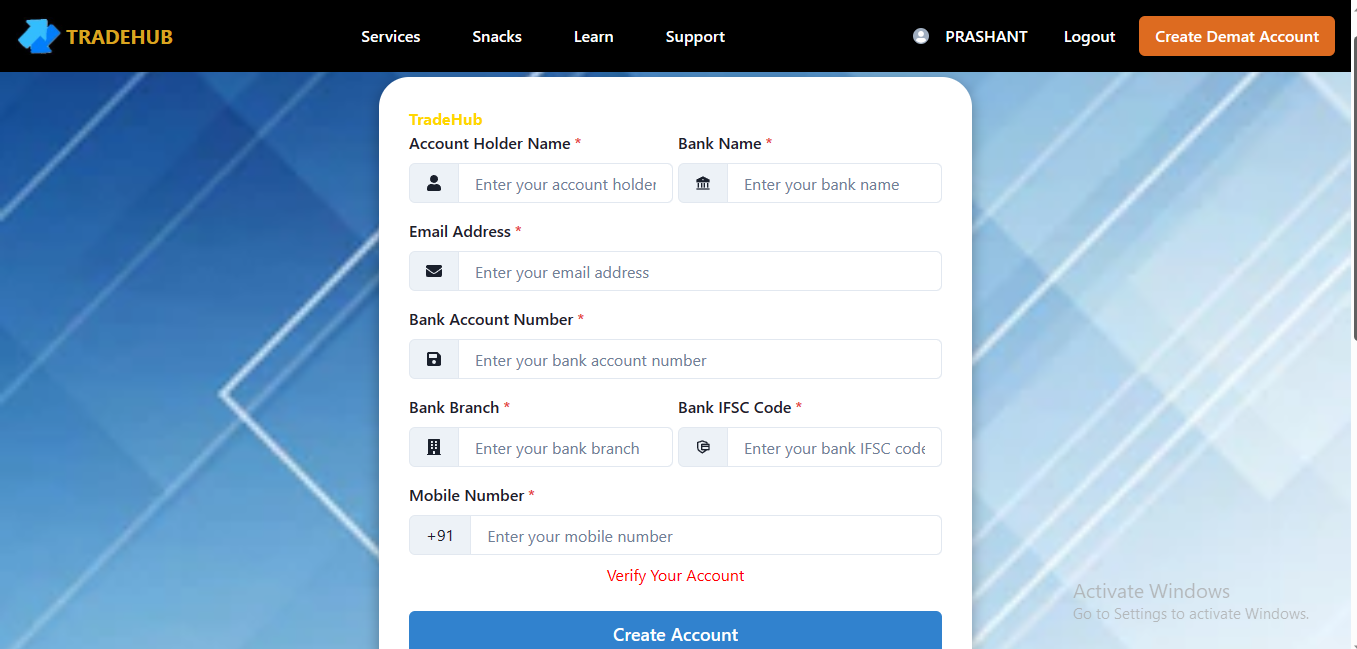 TRADEHUB Services Snacks Learn Support PRASHANT Logout Create Demat Account
TradeHub
Account Holder Name * Bank Name *
Enter your account holder Enter your bank name
Email Address *
Enter your email address
Bank Account Number *
Enter your bank account number
Bank Branch * Bank IFSC Code *
Enter your bank branch Enter your bank IFSC code
Mobile Number *
+91 Enter your mobile number
Verify Your Account
Activate Windows
Go to Settings to activate Windows.
Create Account